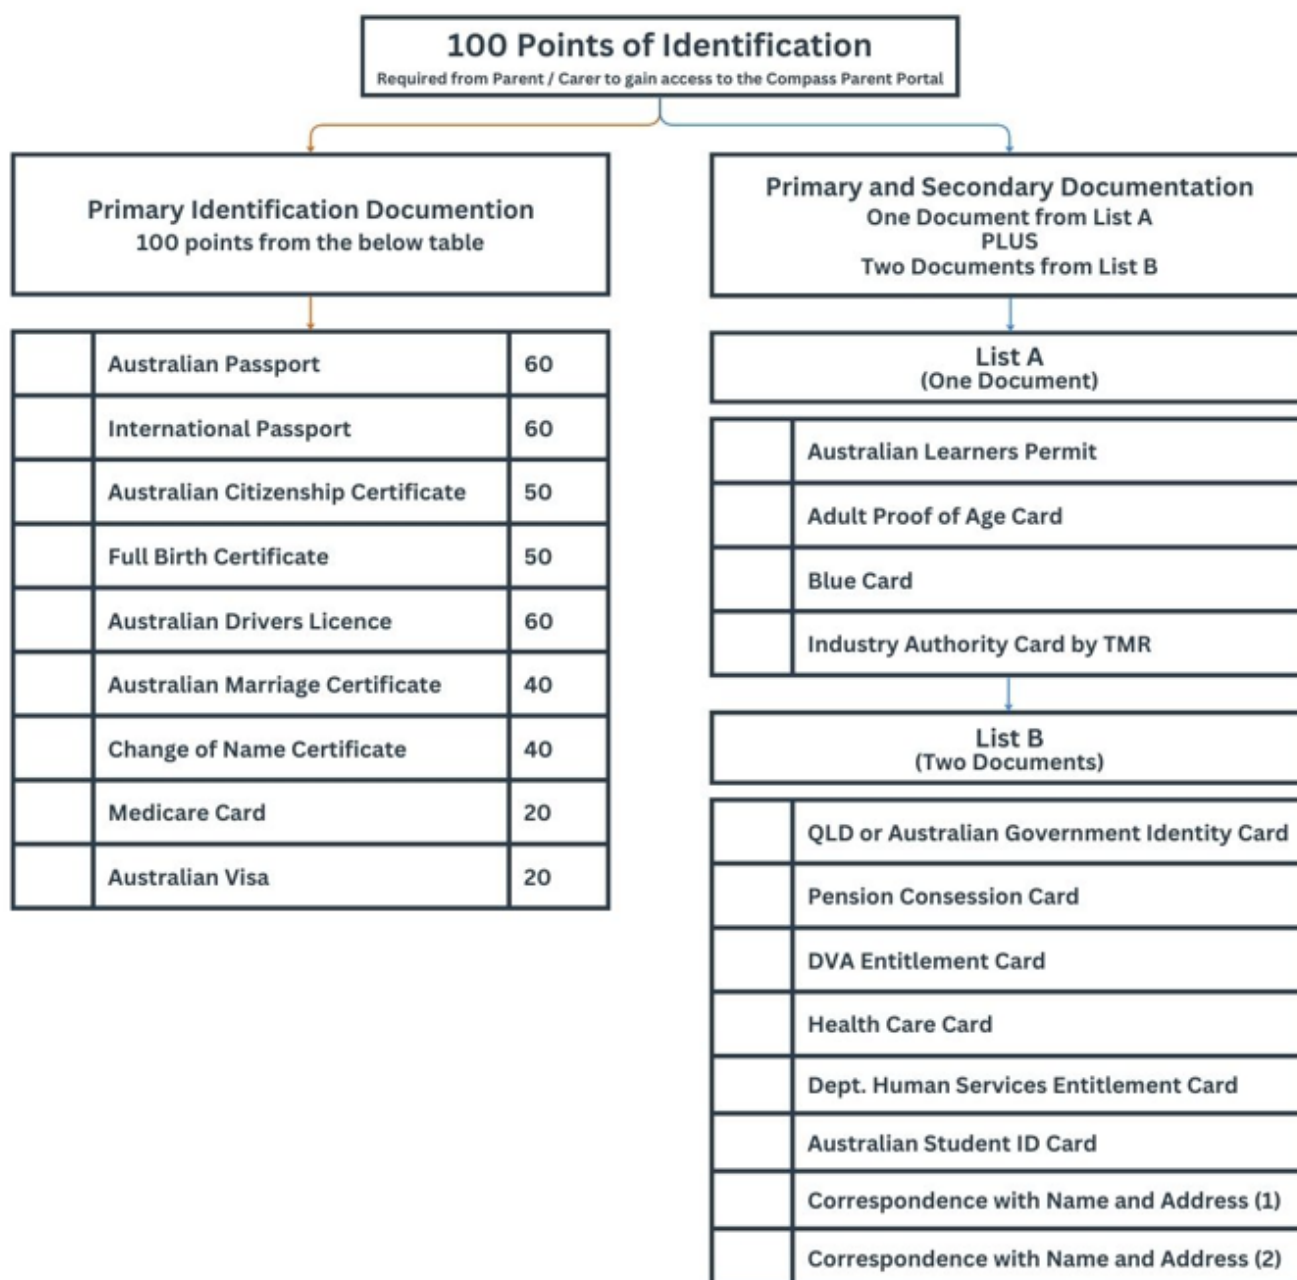 100 Points of Identification
Required from Parent / Carer to gain access to the Compass Parent Portal
Primary Identification Documention
100 points from the below table
Australian Passport 60
International Passport 60
Australian Citizenship Certificate 50
Full Birth Certificate 50
Australian Drivers Licence 60
Australian Marriage Certificate 40
Change of Name Certificate 40
Medicare Card 20
Australian Visa 20
Primary and Secondary Documentation
One Document from List A
PLUS
Two Documents from List B
List A
(One Document)
Australian Learners Permit
Adult Proof of Age Card
Blue Card
Industry Authority Card by TMR
List B
(Two Documents)
QLD or Australian Government Identity Card
Pension Consession Card
DVA Entitlement Card
Health Care Card
Dept. Human Services Entitlement Card
Australian Student ID Card
Correspondence with Name and Address (1)
Correspondence with Name and Address (2)